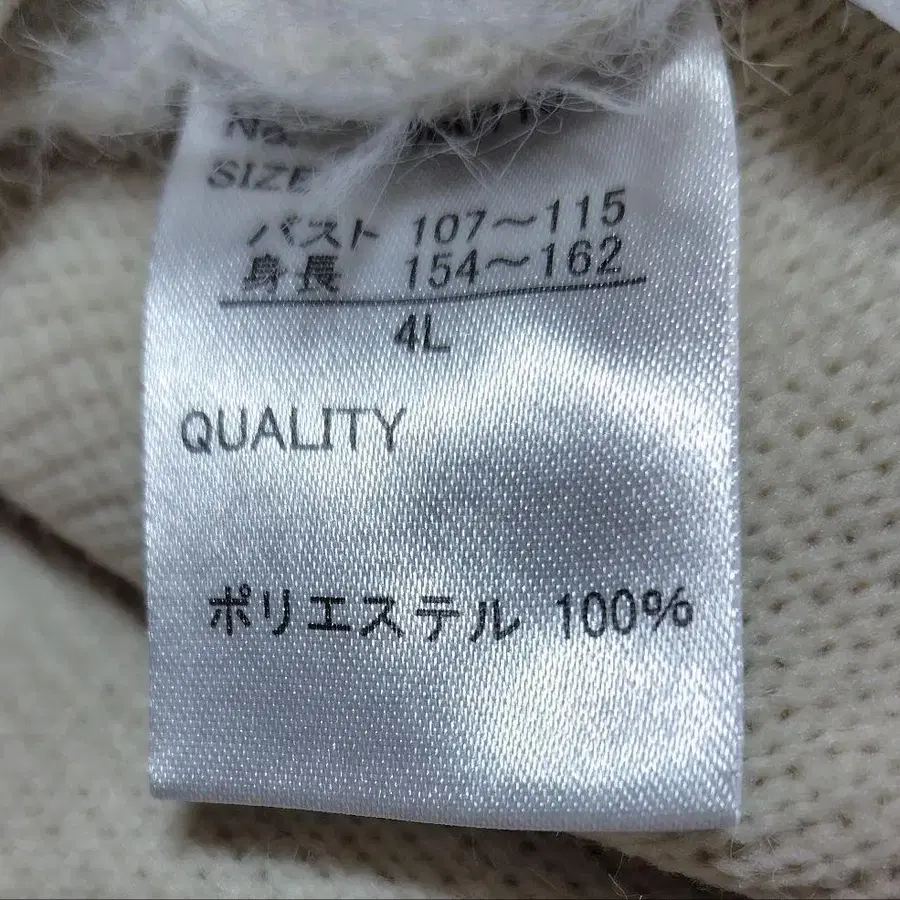 No.
SIZE
バスト 107～115
身長 154～162
4L
QUALITY
ポリエステル 100%